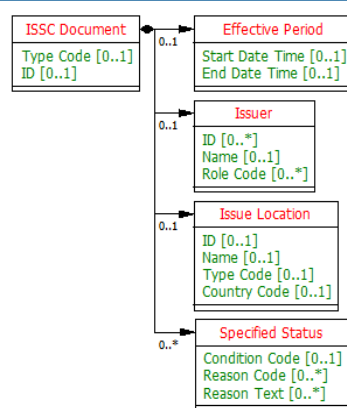 ISSC Document
Type Code [0..1]
ID [0..1]
0..1
Effective Period
Start Date Time [0..1]
End Date Time [0..1]
0..1
Issuer
ID [0..*]
Name [0..1]
Role Code [0..*]
0..1
Issue Location
ID [0..1]
Name [0..1]
Type Code [0..1]
Country Code [0..1]
0..*
Specified Status
Condition Code [0..1]
Reason Code [0..*]
Reason Text [0..*]